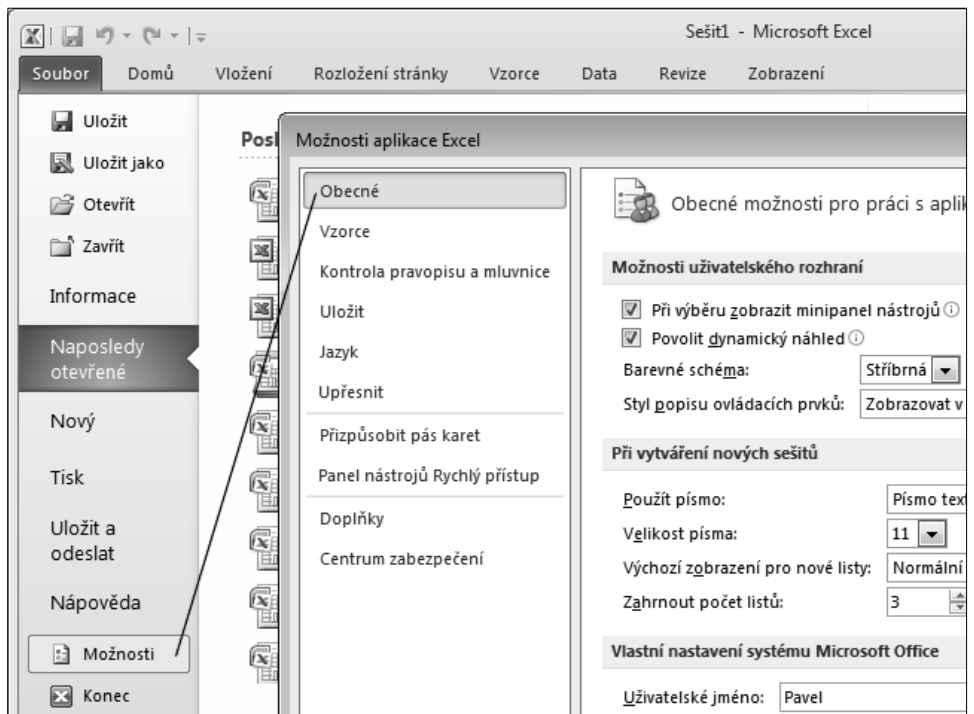 Sešit1 - Microsoft Excel
Soubor Domů Vložení Rozložení stránky Vzorce Data Revize Zobrazení
Uložit
Uložit jako
Otevřít
Zavřít
Informace
Naposledy
otevřené
Nový
Tisk
Uložit a
odeslat
Nápověda
Možnosti
Konec
Posl
Možnosti aplikace Excel
Obecné
Vzorce
Kontrola pravopisu a mluvnice
Uložit
Jazyk
Upřesnit
Přizpůsobit pás karet
Panel nástrojů Rychlý přístup
Doplňky
Centrum zabezpečení
Obecné možnosti pro práci s aplik
Možnosti uživatelského rozhraní
Při výběru zobrazit minipanel nástrojů
Povolit dynamický náhled
Barevné schéma: Stříbrná
Styl popisu ovládacích prvků: Zobrazovat v
Při vytváření nových sešitů
Použít písmo: Písmo tex
Velikost písma: 11
Výchozí zobrazení pro nové listy: Normální
Zahrnout počet listů: 3
Vlastní nastavení systému Microsoft Office
Uživatelské jméno: Pavel